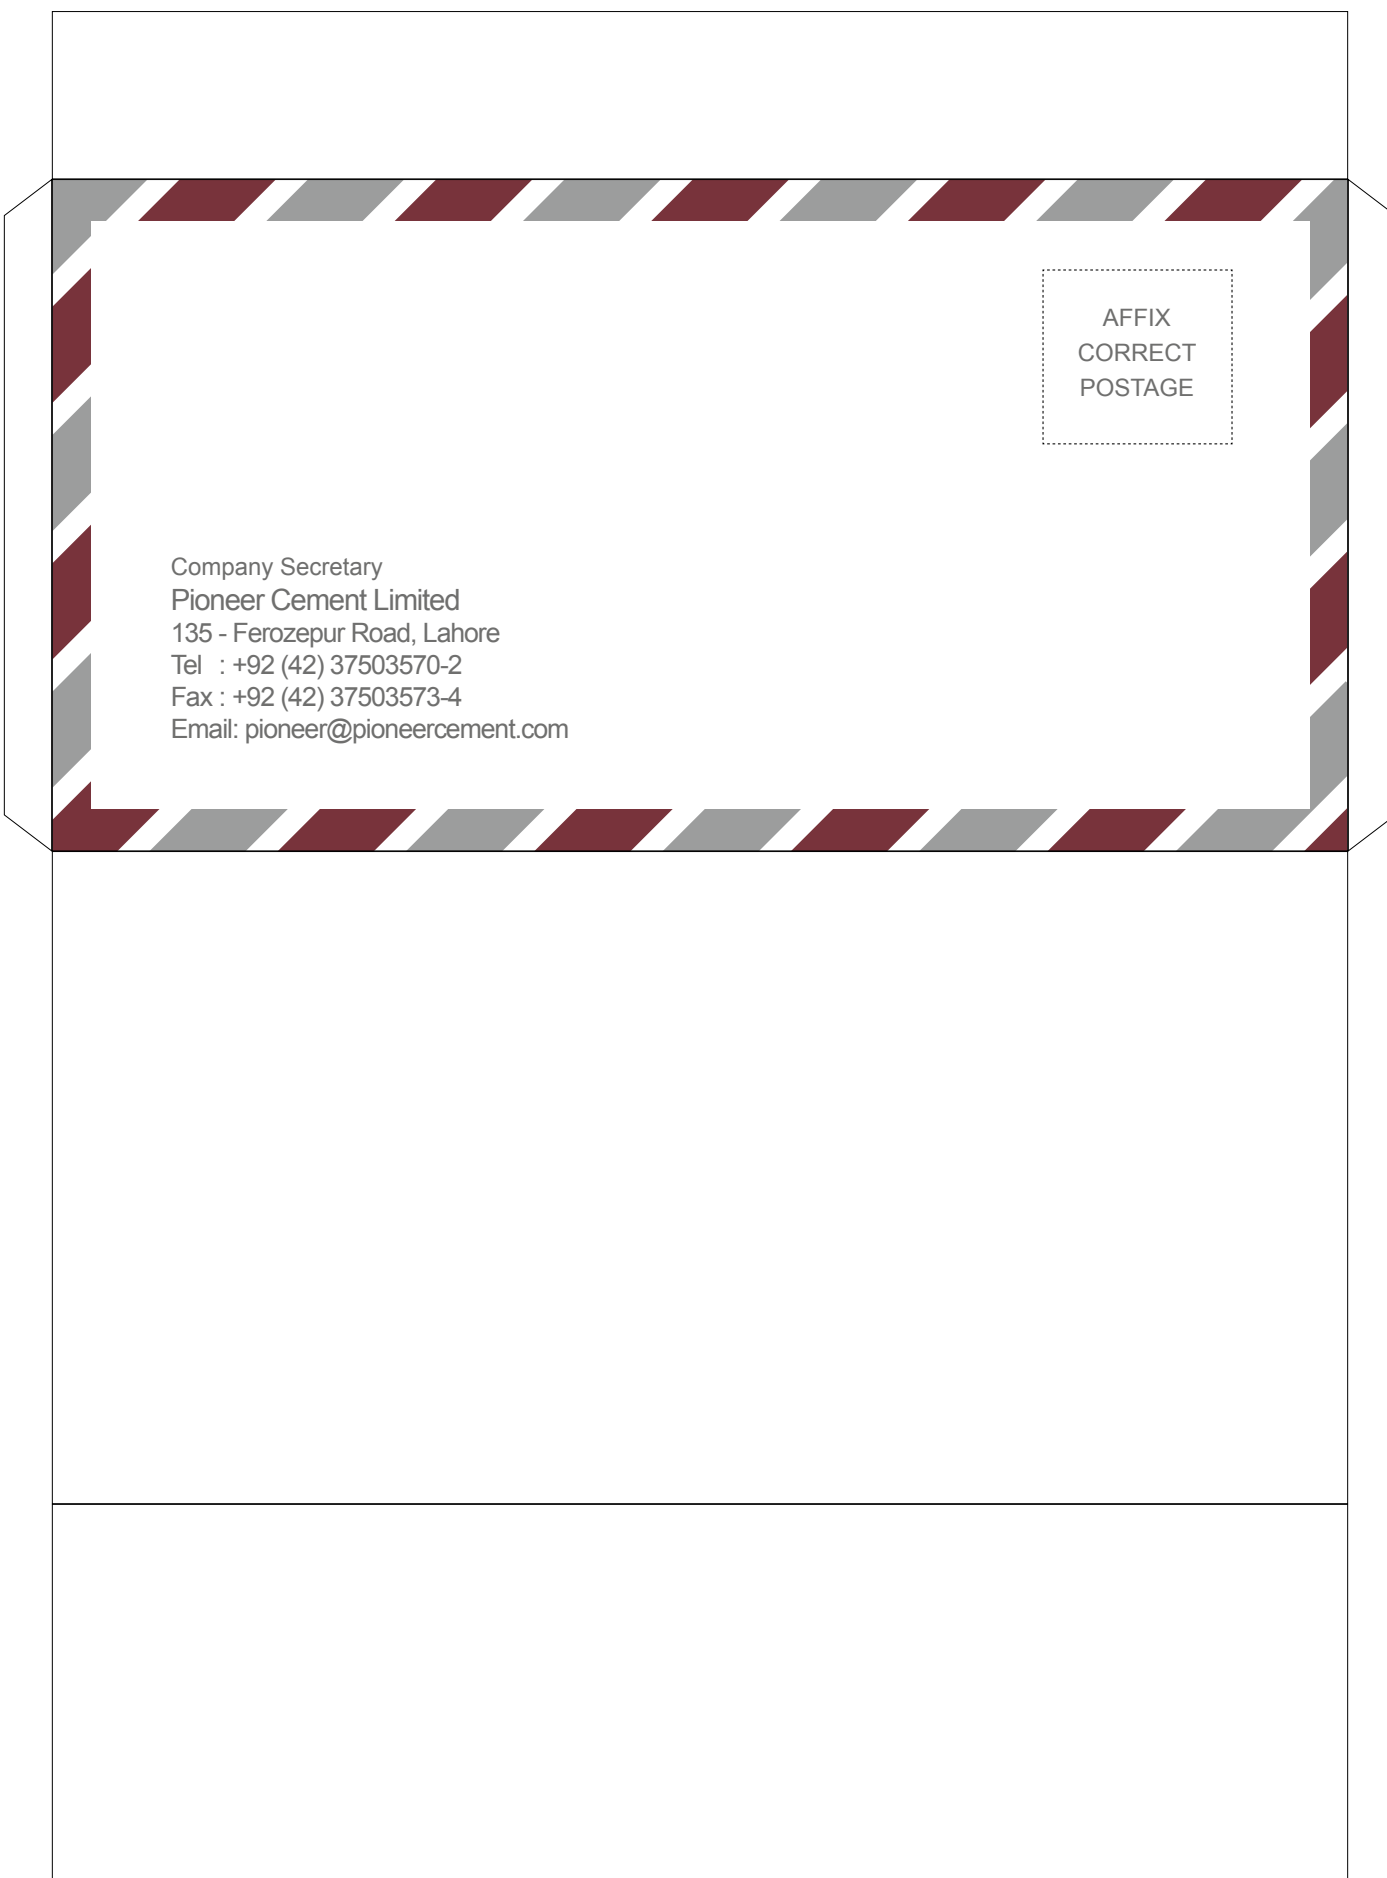 AFFIX
CORRECT
POSTAGE
Company Secretary
Pioneer Cement Limited
135 - Ferozepur Road, Lahore
Tel : +92 (42) 37503570-2
Fax : +92 (42) 37503573-4
Email: pioneer@pioneercement.com